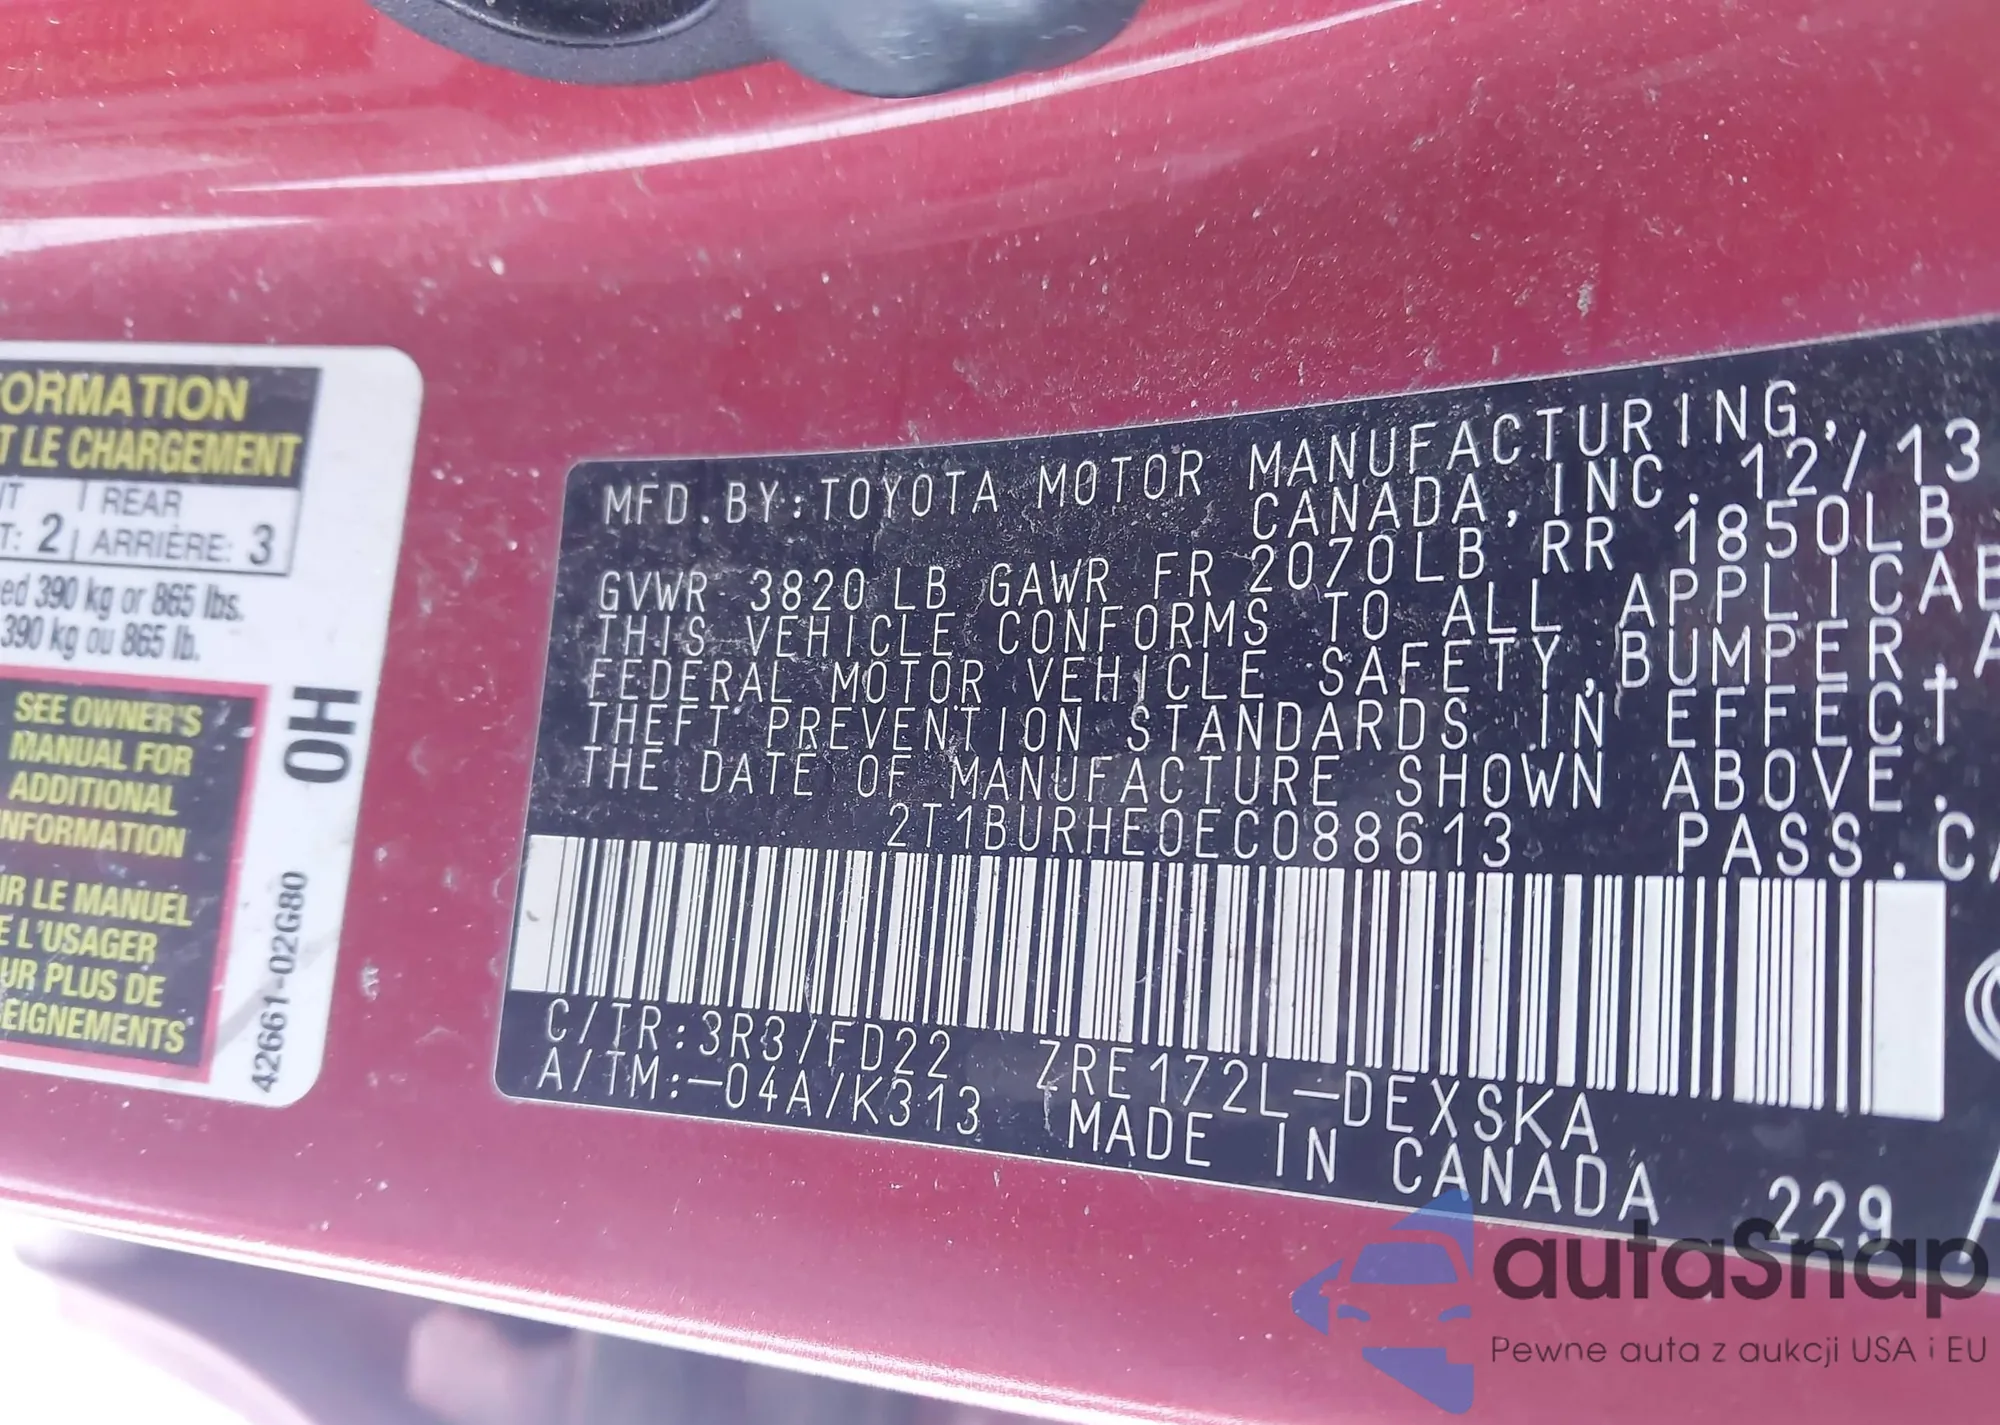 FORMATION
T LE CHARGEMENT
REAR
T: 2 ARRIÈRE: 3
ed 390 kg or 865 lbs.
390 kg ou 865 lb.
SEE OWNER'S
MANUAL FOR
ADDITIONAL
INFORMATION
IR LE MANUEL
E L'USAGER
UR PLUS DE
EIGNEMENTS
0H
42661-02G80
MFD. BY: TOYOTA MOTOR MANUFACTURING,
CANADA, INC. 12/13
GVWR 3820 LB GAWR FR 2070LB RR 1850LB
THIS VEHICLE CONFORMS TO ALL APPLICAB
FEDERAL MOTOR VEHICLE SAFETY, BUMPER, A
THEFT PREVENTION STANDARDS IN EFFECT
THE DATE OF MANUFACTURE SHOWN ABOVE.
2T1BURHE0EC088613 PASS.CA
C/TR:3R3/FD22 ZRE172L-DEXSKA
A/TM:-04A/K313 MADE IN CANADA 229
autaSnap
Pewne auta z aukcji USA i EU